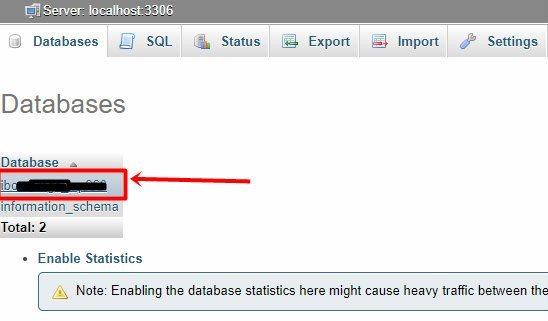 Server: localhost:3306
Databases SQL Status Export Import Settings
Databases
Database
information_schema
Total: 2
Enable Statistics
Note: Enabling the database statistics here might cause heavy traffic between the